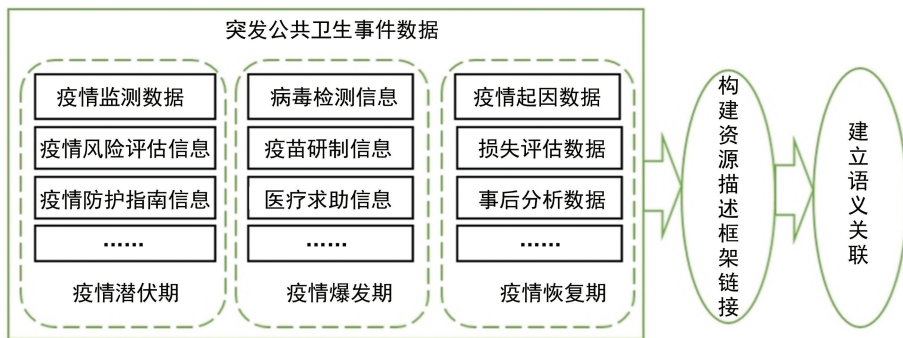 突发公共卫生事件数据
疫情监测数据
疫情风险评估信息
疫情防护指南信息
……
疫情潜伏期
病毒检测信息
疫苗研制信息
医疗求助信息
……
疫情爆发期
疫情起因数据
损失评估数据
事后分析数据
……
疫情恢复期
构建资源描述框架链接
建立语义关联